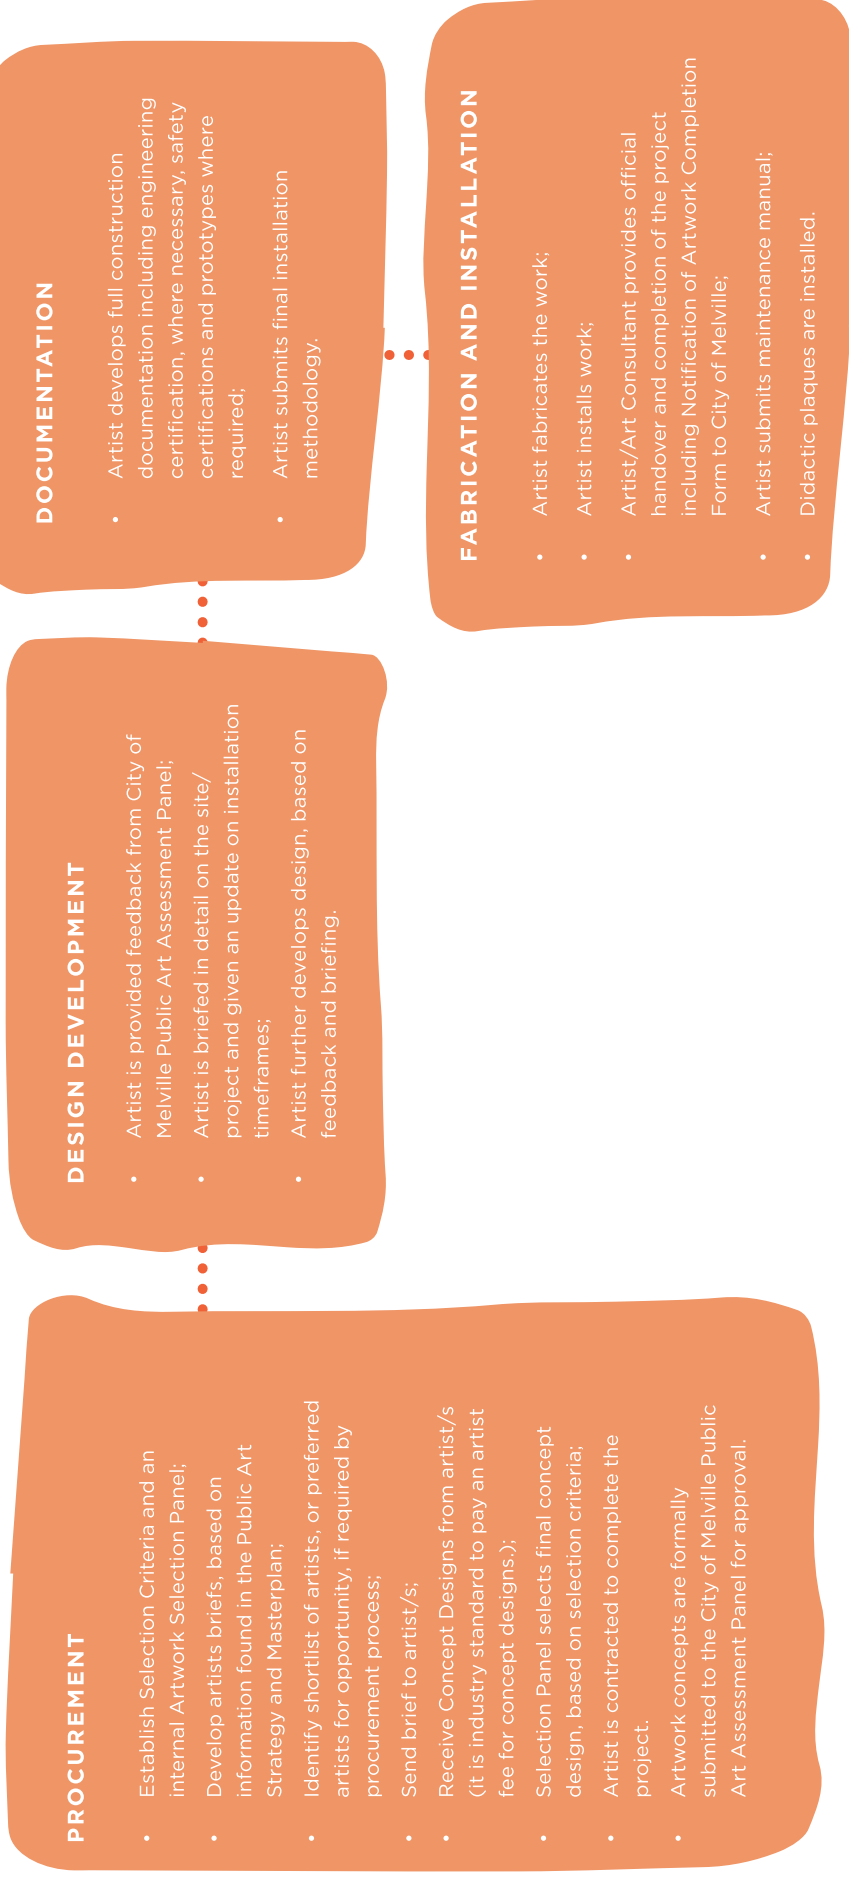 PROCUREMENT
• Establish Selection Criteria and an
internal Artwork Selection Panel;
• Develop artists briefs, based on
information found in the Public Art
Strategy and Masterplan;
• Identify shortlist of artists, or preferred
artists for opportunity, if required by
procurement process;
• Send brief to artist/s;
• Receive Concept Designs from artist/s
(it is industry standard to pay an artist
fee for concept designs.);
• Selection Panel selects final concept
design, based on selection criteria;
• Artist is contracted to complete the
project.
• Artwork concepts are formally
submitted to the City of Melville Public
Art Assessment Panel for approval.
DESIGN DEVELOPMENT
• Artist is provided feedback from City of
Melville Public Art Assessment Panel;
• Artist is briefed in detail on the site/
project and given an update on installation
timeframes;
• Artist further develops design, based on
feedback and briefing.
DOCUMENTATION
• Artist develops full construction
documentation including engineering
certification, where necessary, safety
certifications and prototypes where
required;
• Artist submits final installation
methodology.
FABRICATION AND INSTALLATION
• Artist fabricates the work;
• Artist installs work;
• Artist/Art Consultant provides official
handover and completion of the project
including Notification of Artwork Completion
Form to City of Melville;
• Artist submits maintenance manual;
• Didactic plaques are installed.